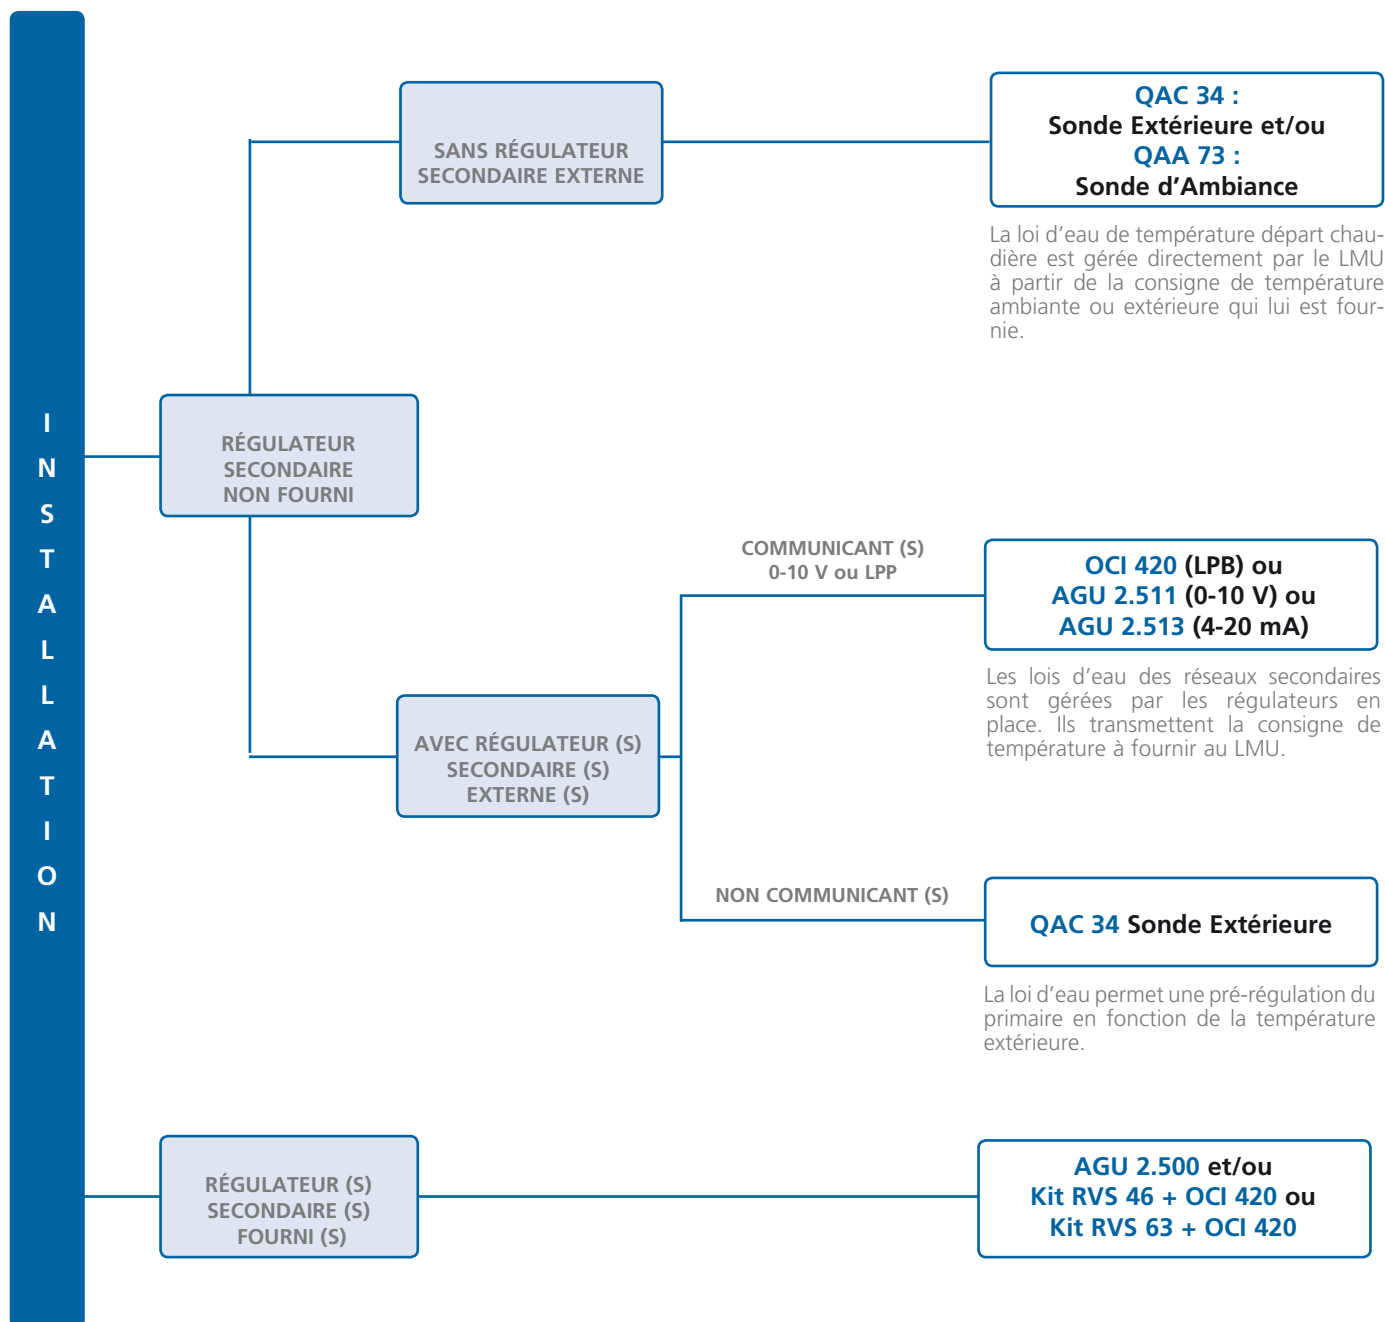 INSTALLATION
SANS RÉGULATEUR
SECONDAIRE EXTERNE
QAC 34 :
Sonde Extérieure et/ou
QAA 73 :
Sonde d’Ambiance
La loi d’eau de température départ chau-
dière est gérée directement par le LMU
à partir de la consigne de température
ambiante ou extérieure qui lui est four-
nie.
RÉGULATEUR
SECONDAIRE
NON FOURNI
COMMUNICANT (S)
0-10 V ou LPP
OCI 420 (LPB) ou
AGU 2.511 (0-10 V) ou
AGU 2.513 (4-20 mA)
Les lois d’eau des réseaux secondaires
sont gérées par les régulateurs en
place. Ils transmettent la consigne de
température à fournir au LMU.
AVEC RÉGULATEUR (S)
SECONDAIRE (S)
EXTERNE (S)
NON COMMUNICANT (S)
QAC 34 Sonde Extérieure
La loi d’eau permet une pré-régulation du
primaire en fonction de la température
extérieure.
RÉGULATEUR (S)
SECONDAIRE (S)
FOURNI (S)
AGU 2.500 et/ou
Kit RVS 46 + OCI 420 ou
Kit RVS 63 + OCI 420